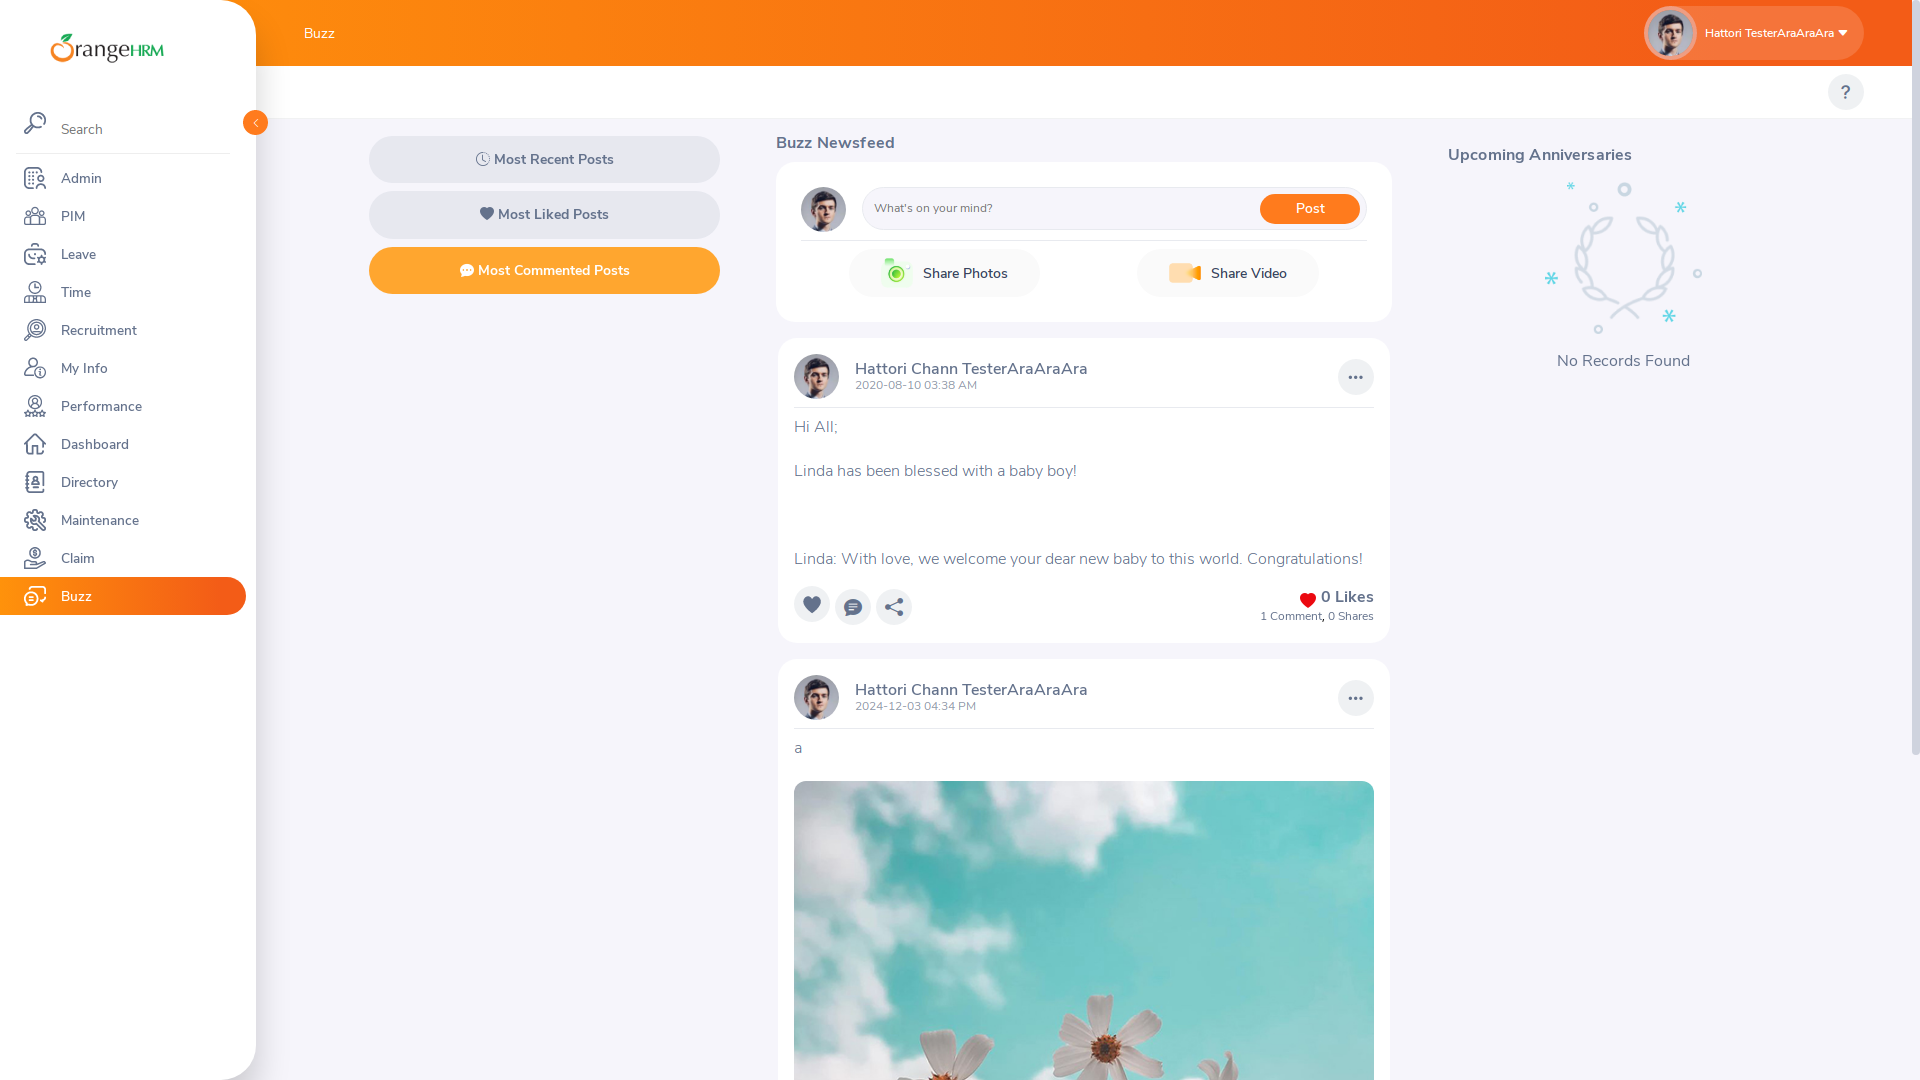 OrangeHRM
Search
Admin
PIM
Leave
Time
Recruitment
My Info
Performance
Dashboard
Directory
Maintenance
Claim
Buzz
Buzz
Hattori TesterAraAraAra
?
Most Recent Posts
Most Liked Posts
Most Commented Posts
Buzz Newsfeed
What's on your mind?
Post
Share Photos
Share Video
Hattori Chann TesterAraAraAra
2020-08-10 03:38 AM
Hi All;
Linda has been blessed with a baby boy!
Linda: With love, we welcome your dear new baby to this world. Congratulations!
0 Likes
1 Comment, 0 Shares
Hattori Chann TesterAraAraAra
2024-12-03 04:34 PM
a
Upcoming Anniversaries
No Records Found